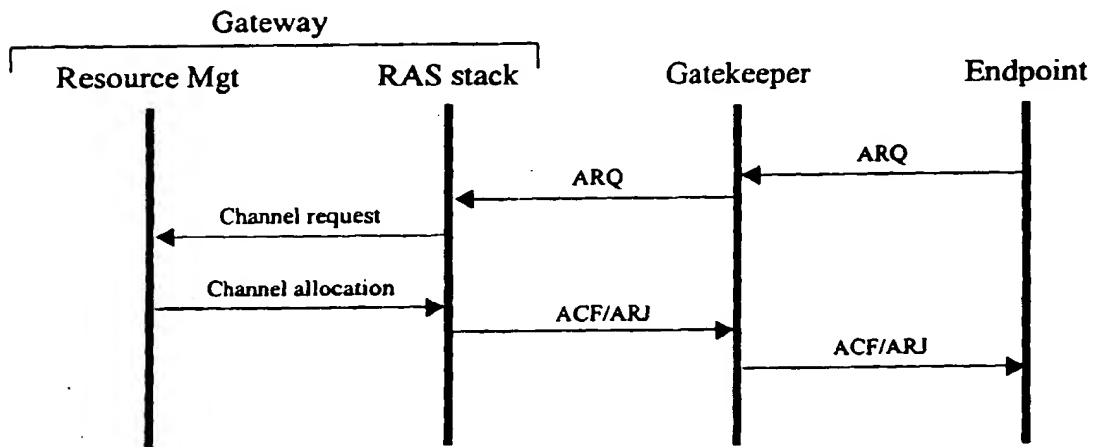 Gateway
Resource Mgt
RAS stack
Gatekeeper
Endpoint
ARQ
ARQ
Channel request
Channel allocation
ACF/ARJ
ACF/ARJ